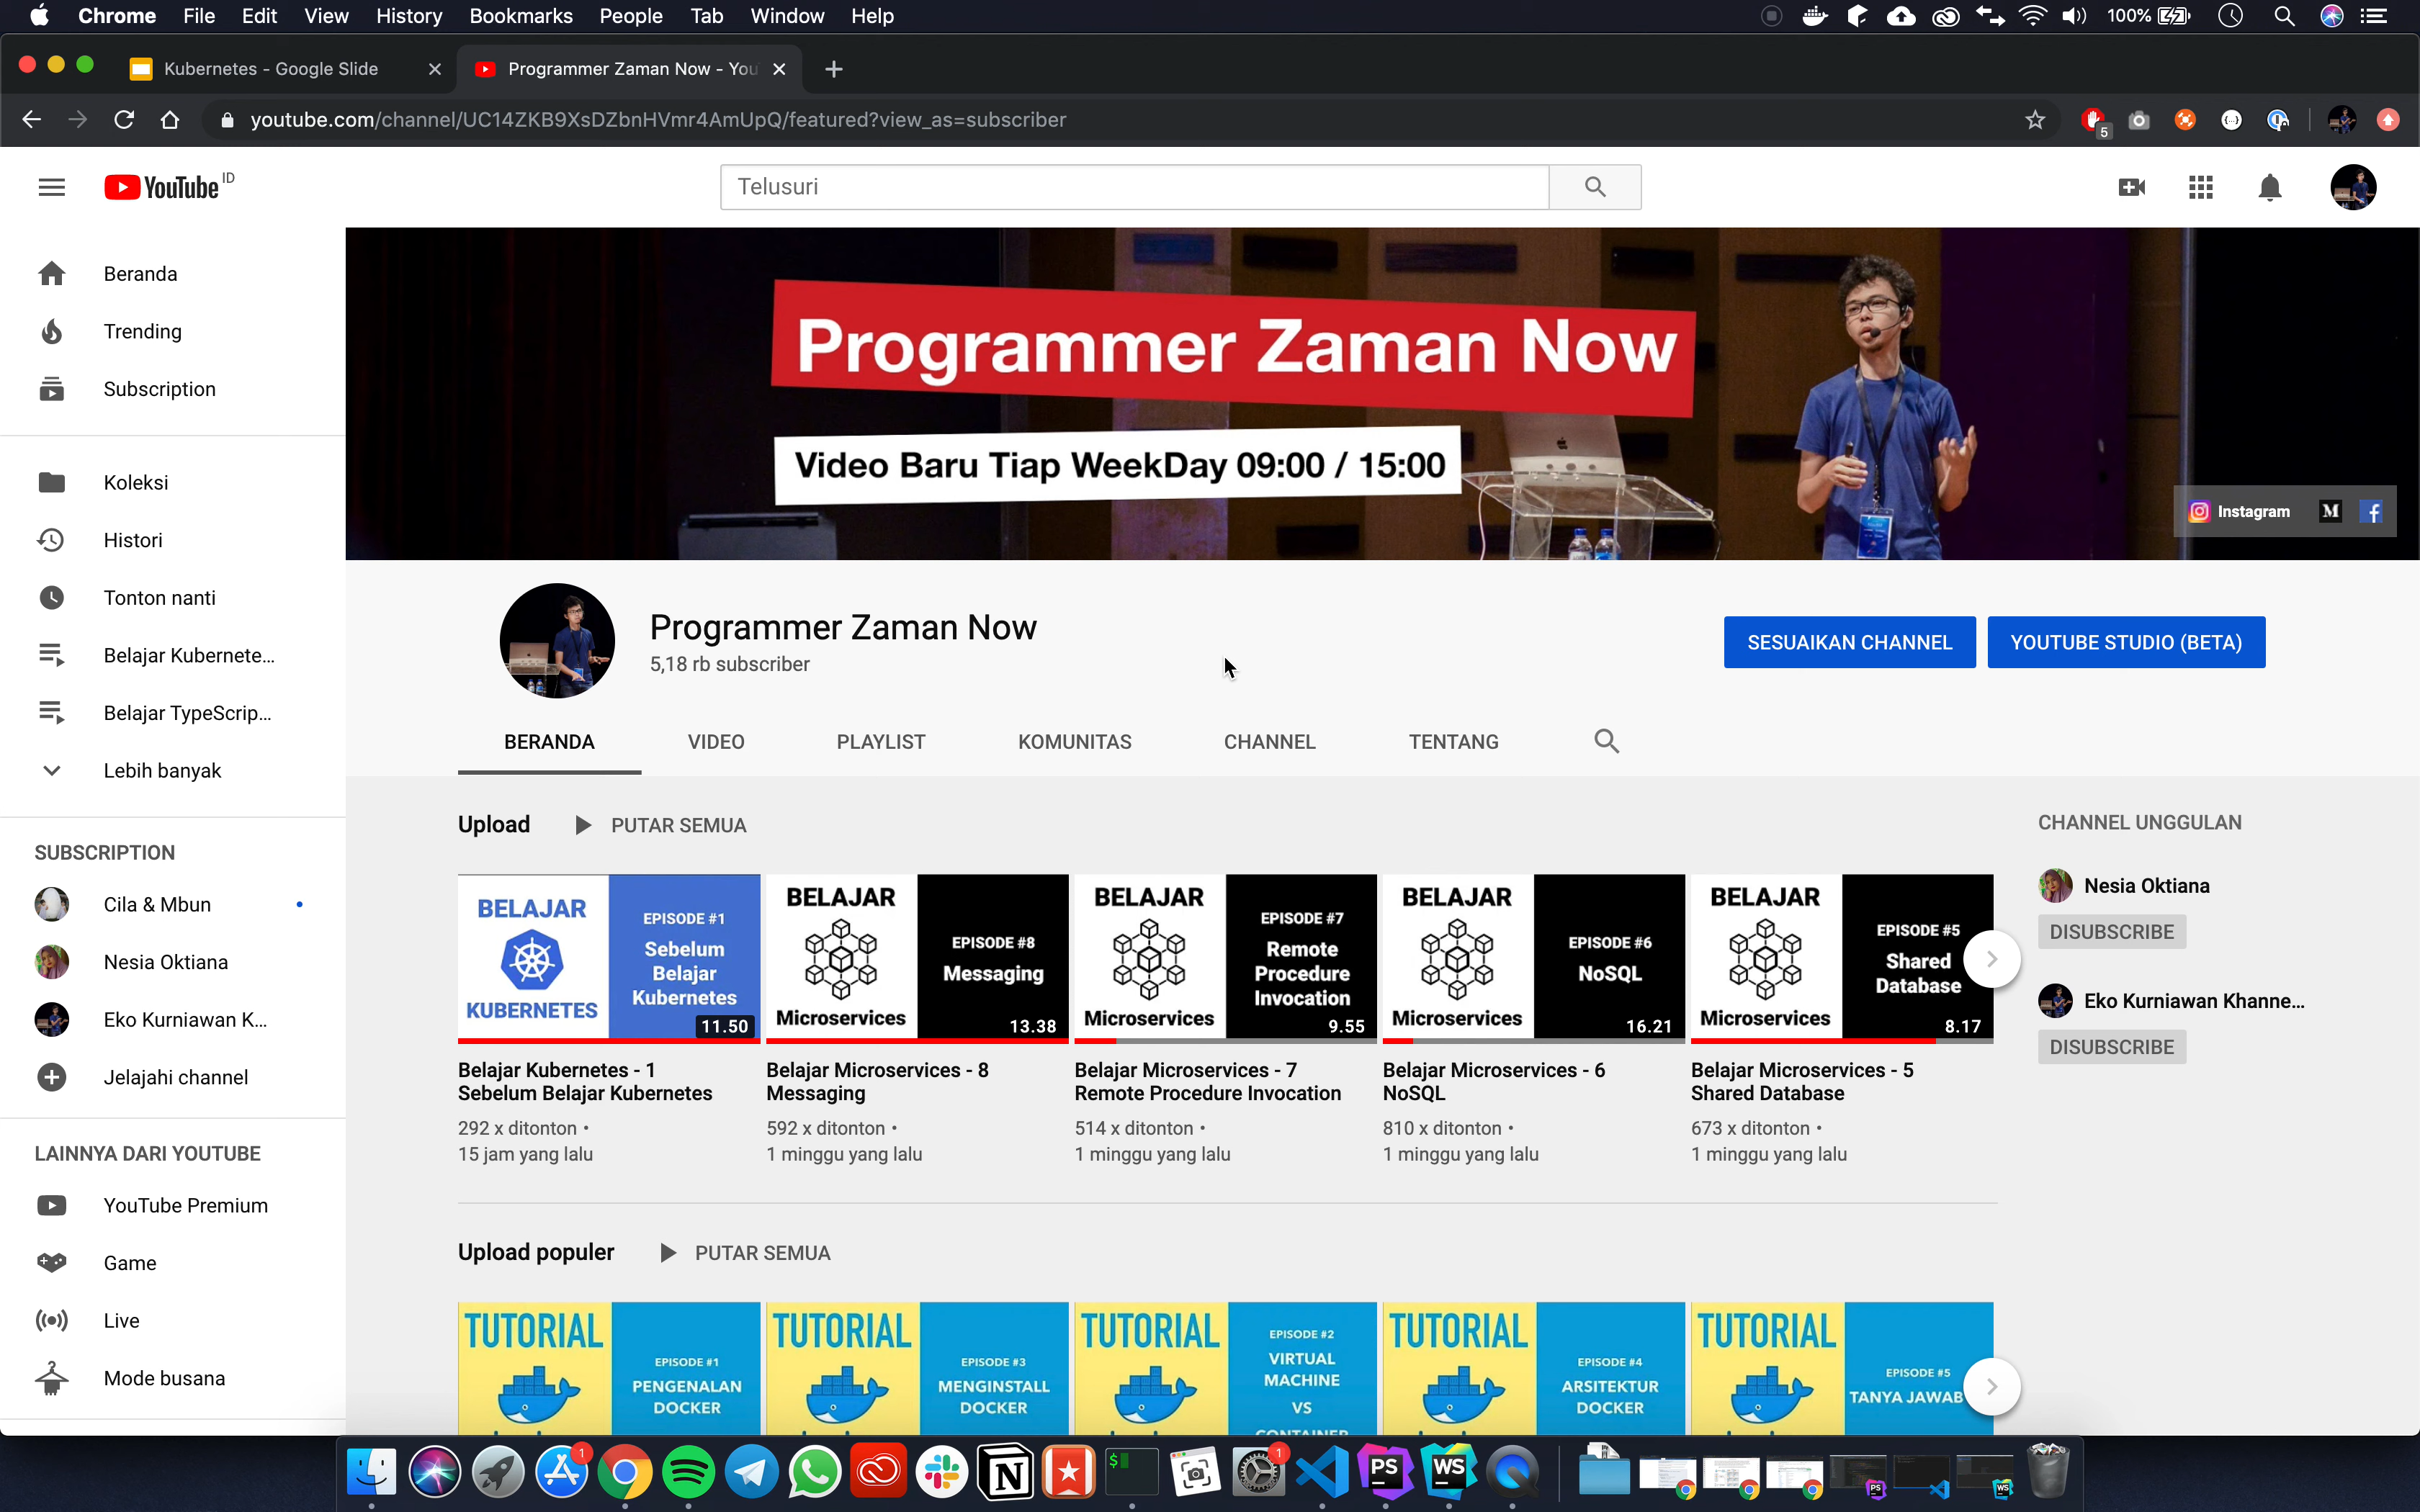 Chrome File Edit View History Bookmarks People Tab Window Help
100%
Kubernetes - Google Slide
Programmer Zaman Now - You
youtube.com/channel/UC14ZKB9XsDZbnHVmr4AmUpQ/featured?view_as=subscriber
5
YouTube ID
Telusuri
Beranda
Trending
Subscription
Koleksi
Histori
Tonton nanti
Belajar Kubernete...
Belajar TypeScrip...
Lebih banyak
SUBSCRIPTION
Cila & Mbun
Nesia Oktiana
Eko Kurniawan K...
Jelajahi channel
LAINNYA DARI YOUTUBE
YouTube Premium
Game
Live
Mode busana
Programmer Zaman Now
Video Baru Tiap WeekDay 09:00 / 15:00
Instagram
Programmer Zaman Now
5,18 rb subscriber
SESUAIKAN CHANNEL
YOUTUBE STUDIO (BETA)
BERANDA VIDEO PLAYLIST KOMUNITAS CHANNEL TENTANG
Upload
PUTAR SEMUA
BELAJAR
KUBERNETES
EPISODE #1
Sebelum
Belajar
Kubernetes
11.50
Belajar Kubernetes - 1
Sebelum Belajar Kubernetes
292 x ditonton •
15 jam yang lalu
BELAJAR
Microservices
EPISODE #8
Messaging
13.38
Belajar Microservices - 8
Messaging
592 x ditonton •
1 minggu yang lalu
BELAJAR
Microservices
EPISODE #7
Remote
Procedure
Invocation
9.55
Belajar Microservices - 7
Remote Procedure Invocation
514 x ditonton •
1 minggu yang lalu
BELAJAR
Microservices
EPISODE #6
NoSQL
16.21
Belajar Microservices - 6
NoSQL
810 x ditonton •
1 minggu yang lalu
BELAJAR
Microservices
EPISODE #5
Shared
Database
8.17
Belajar Microservices - 5
Shared Database
673 x ditonton •
1 minggu yang lalu
CHANNEL UNGGULAN
Nesia Oktiana
DISUBSCRIBE
Eko Kurniawan Khanne...
DISUBSCRIBE
Upload populer
PUTAR SEMUA
TUTORIAL
EPISODE #1
PENGENALAN
DOCKER
TUTORIAL
EPISODE #3
MENGINSTALL
DOCKER
TUTORIAL
EPISODE #2
VIRTUAL
MACHINE
VS
CONTAINER
TUTORIAL
EPISODE #4
ARSITEKTUR
DOCKER
TUTORIAL
EPISODE #5
TANYA JAWAB
1
$
1
PS
WS